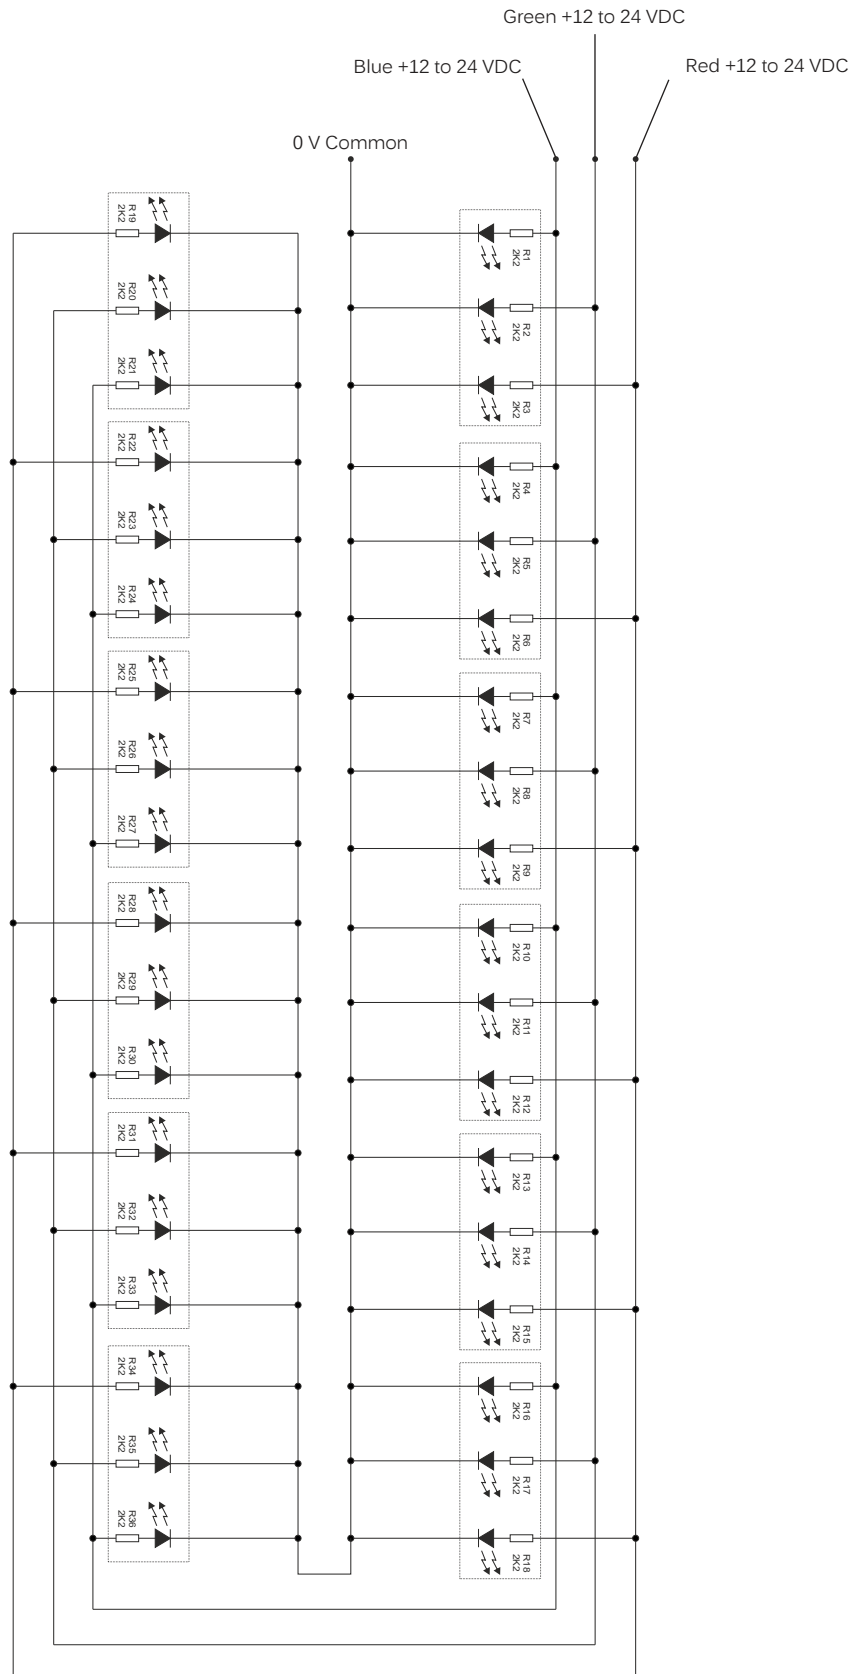 Green +12 to 24 VDC
Blue +12 to 24 VDC
Red +12 to 24 VDC
0 V Common
R19
2K2
R20
2K2
R21
2K2
R22
2K2
R23
2K2
R24
2K2
R25
2K2
R26
2K2
R27
2K2
R28
2K2
R29
2K2
R30
2K2
R31
2K2
R32
2K2
R33
2K2
R34
2K2
R35
2K2
R36
2K2
R1
2K2
R2
2K2
R3
2K2
R4
2K2
R5
2K2
R6
2K2
R7
2K2
R8
2K2
R9
2K2
R10
2K2
R11
2K2
R12
2K2
R13
2K2
R14
2K2
R15
2K2
R16
2K2
R17
2K2
R18
2K2